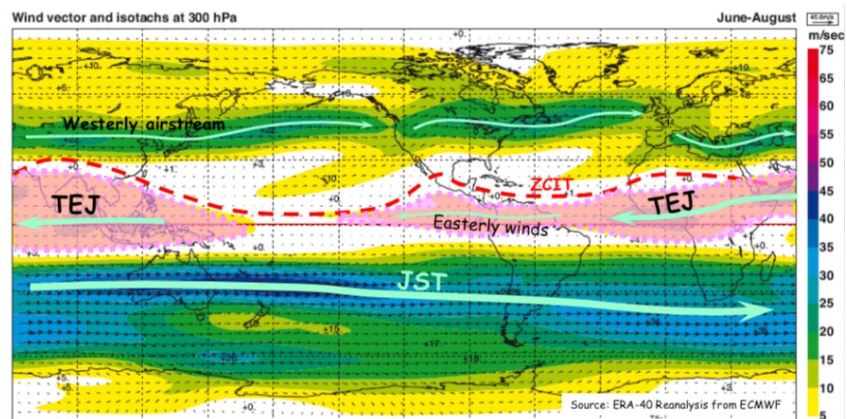 Wind vector and isotachs at 300 hPa
June-August
45.0m/s
m/sec
75
65
60
55
50
45
40
35
30
25
20
15
10
5
Westerly airstream
ZCIT
TEJ
TEJ
Easterly winds
JST
Source: ERA-40 Reanalysis from ECMWF